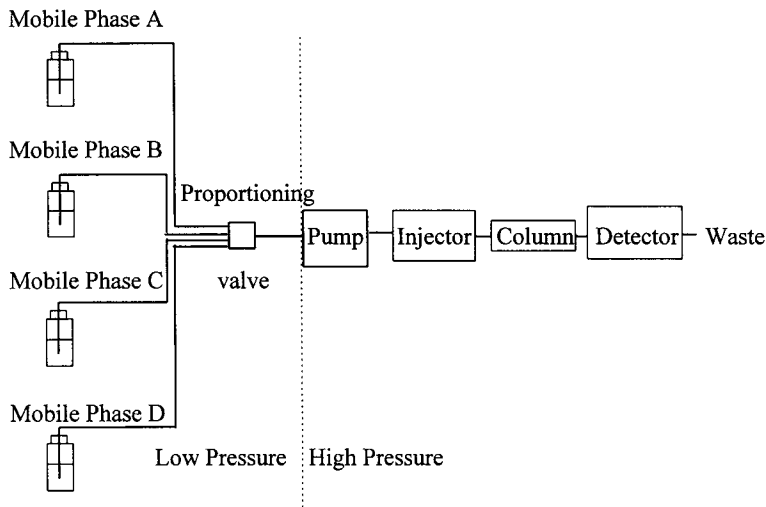 Mobile Phase A
Mobile Phase B
Proportioning
Pump
Injector
Column
Detector
Waste
Mobile Phase C
valve
Mobile Phase D
Low Pressure
High Pressure